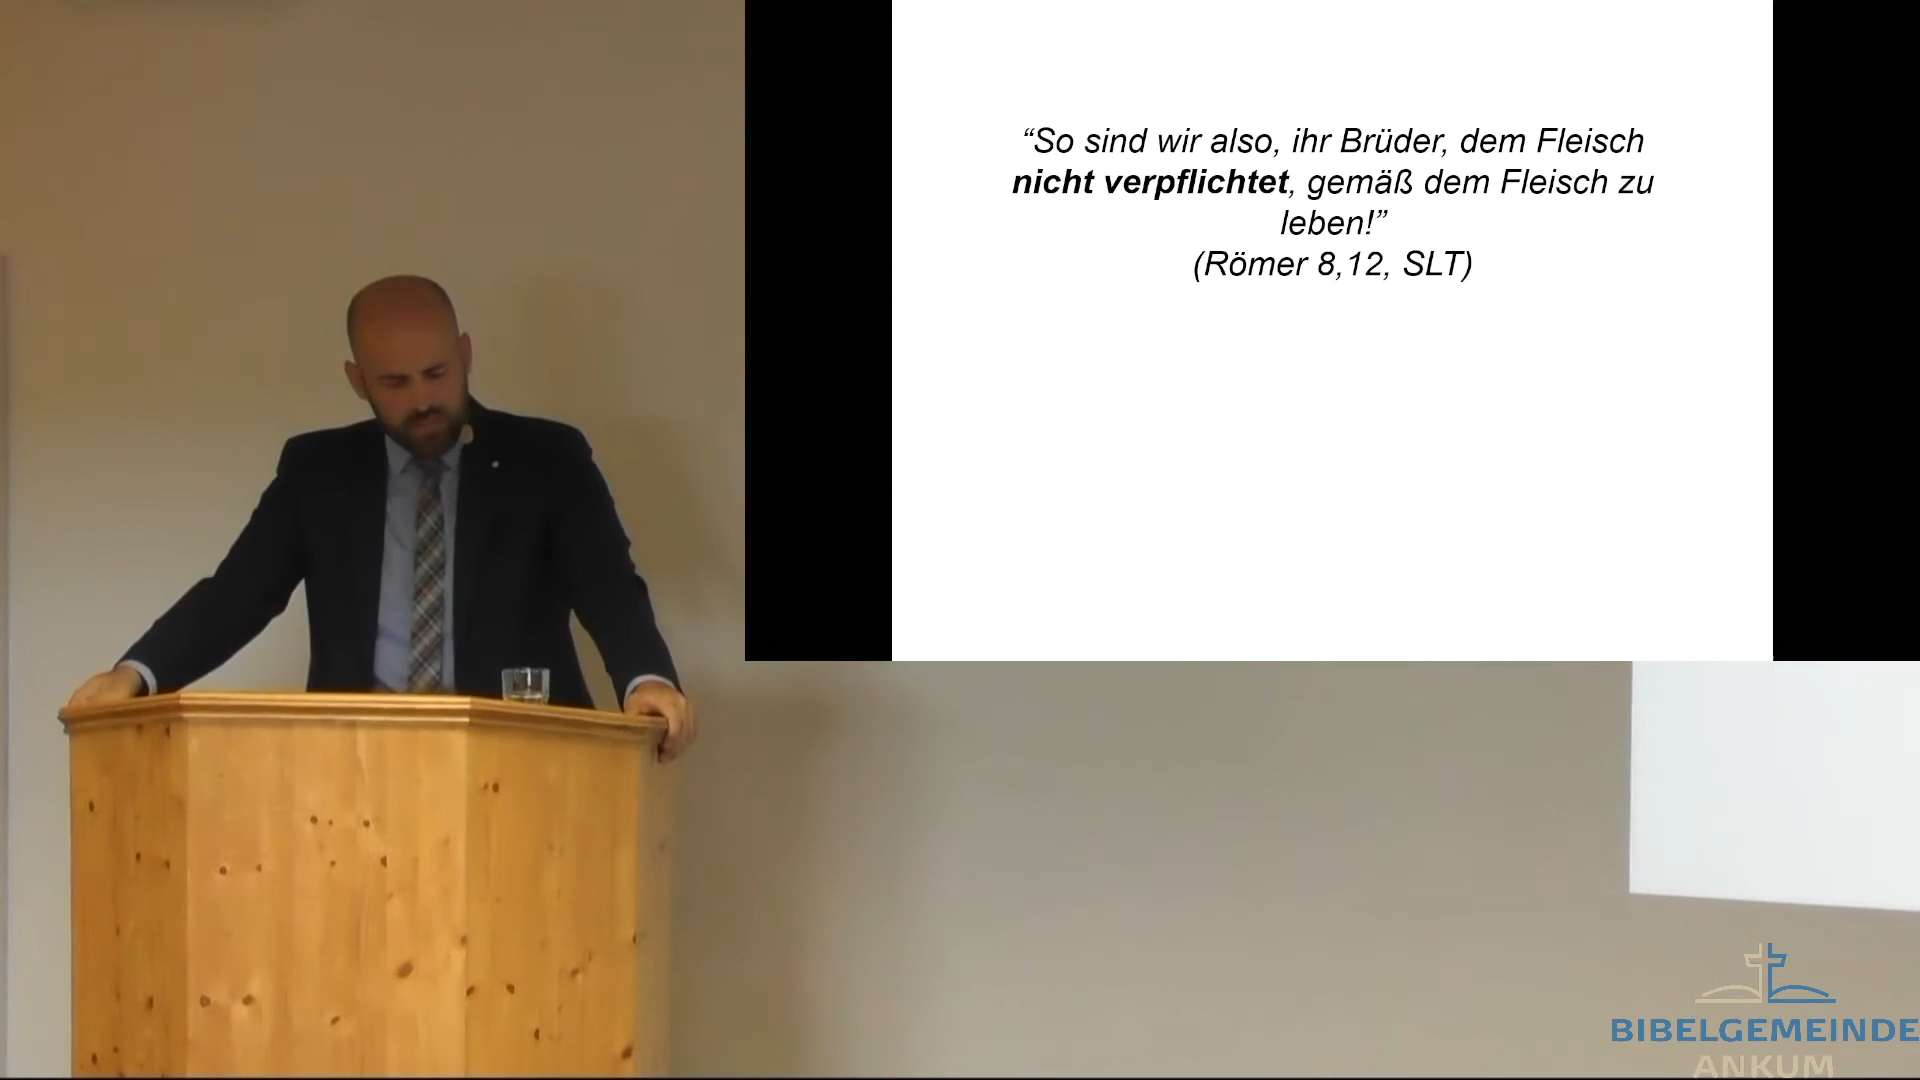 “So sind wir also, ihr Brüder, dem Fleisch
nicht verpflichtet, gemäß dem Fleisch zu
leben!”
(Römer 8,12, SLT)
BIBELGEMEINDE
ANKUM